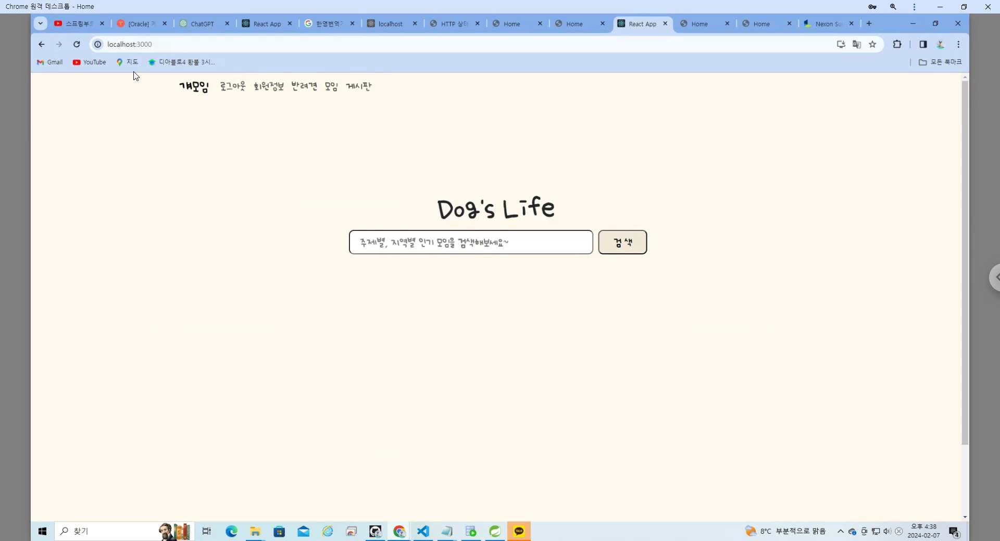 Chrome 원격 데스크톱 - Home
스프링부트
[Oracle]
ChatGPT
React App
한영번역기
localhost
HTTP 상태
Home
Home
React App
Home
Home
Nexon Su
localhost:3000
Gmail
YouTube
지도
디아블로4 환불 3시...
모든 북마크
걔모임 로그아웃 회원정보 반려견 모임 게시판
Dog's Life
주제별, 지역별 인기 모임을 검색해보세요~
검색
찾기
TALK
8°C 부분적으로 맑음
오후 4:38
2024-02-07
4